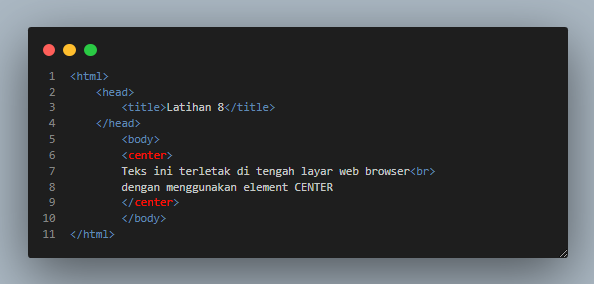 1 <html>
2 <head>
3 <title>Latihan 8</title>
4 </head>
5 <body>
6 <center>
7 Teks ini terletak di tengah layar web browser<br>
8 dengan menggunakan element CENTER
9 </center>
10 </body>
11 </html>